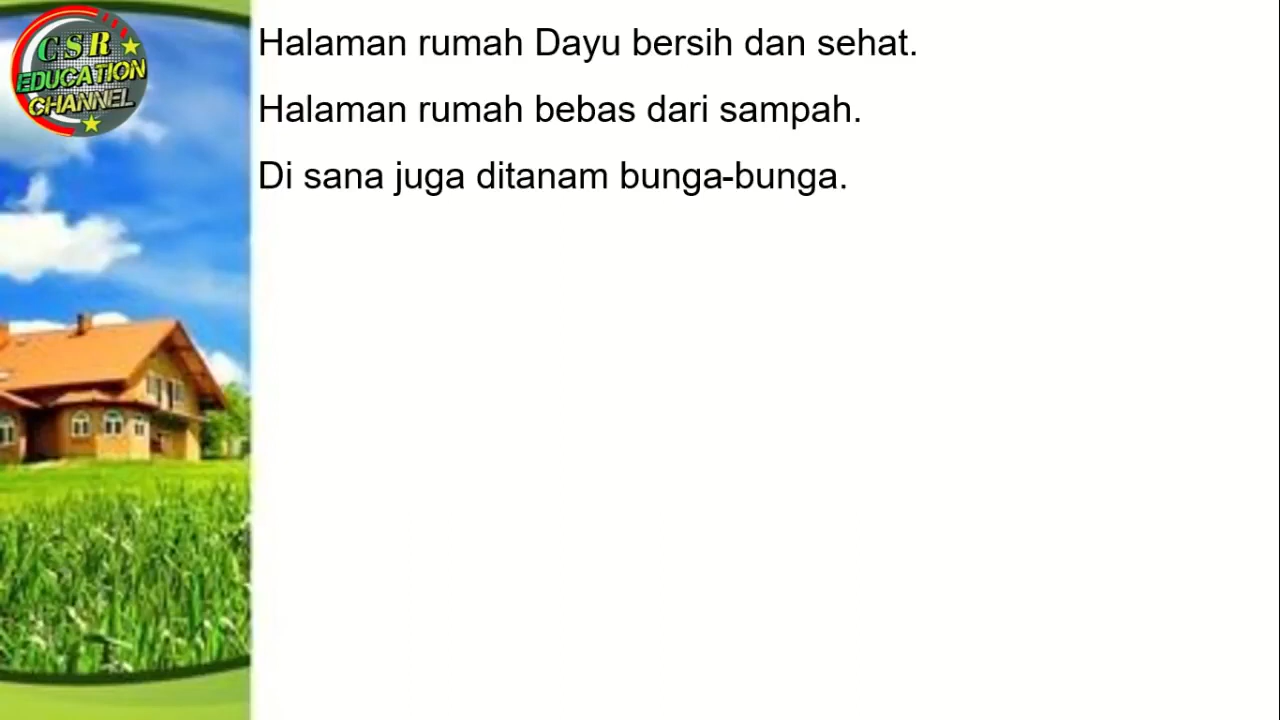 CSR
EDUCATION
CHANNEL
Halaman rumah Dayu bersih dan sehat.
Halaman rumah bebas dari sampah.
Di sana juga ditanam bunga-bunga.